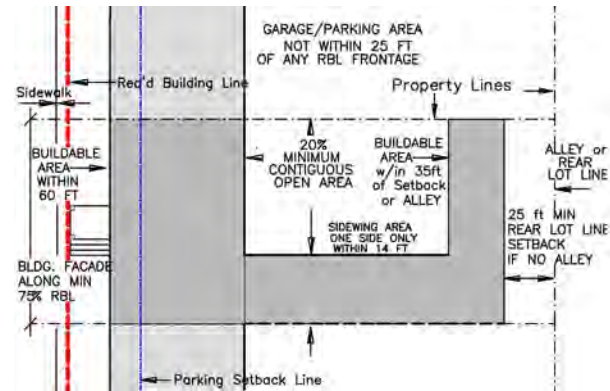 GARAGE/PARKING AREA
NOT WITHIN 25 FT
OF ANY RBL FRONTAGE
Req'd Building Line
Property Lines
Sidewalk
BUILDABLE
AREA
WITHIN
60 FT
20%
MINIMUM
CONTIGUOUS
OPEN AREA
BUILDABLE
AREA
w/in 35ft
of Setback
or ALLEY
ALLEY or
REAR
LOT LINE
SIDEWING AREA
ONE SIDE ONLY
WITHIN 14 FT
25 ft MIN
REAR LOT LINE
SETBACK
IF NO ALLEY
BLDG. FACADE
ALONG MIN
75% RBL
Parking Setback Line